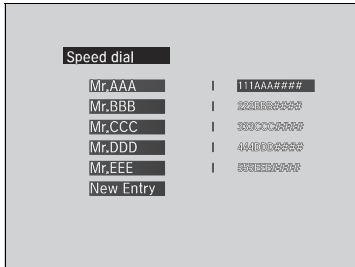 Speed dial
Mr.AAA | 111AAA####
Mr.BBB | 222BBB####
Mr.CCC | 333CCC####
Mr.DDD | 444DDD####
Mr.EEE | 555EEE####
New Entry